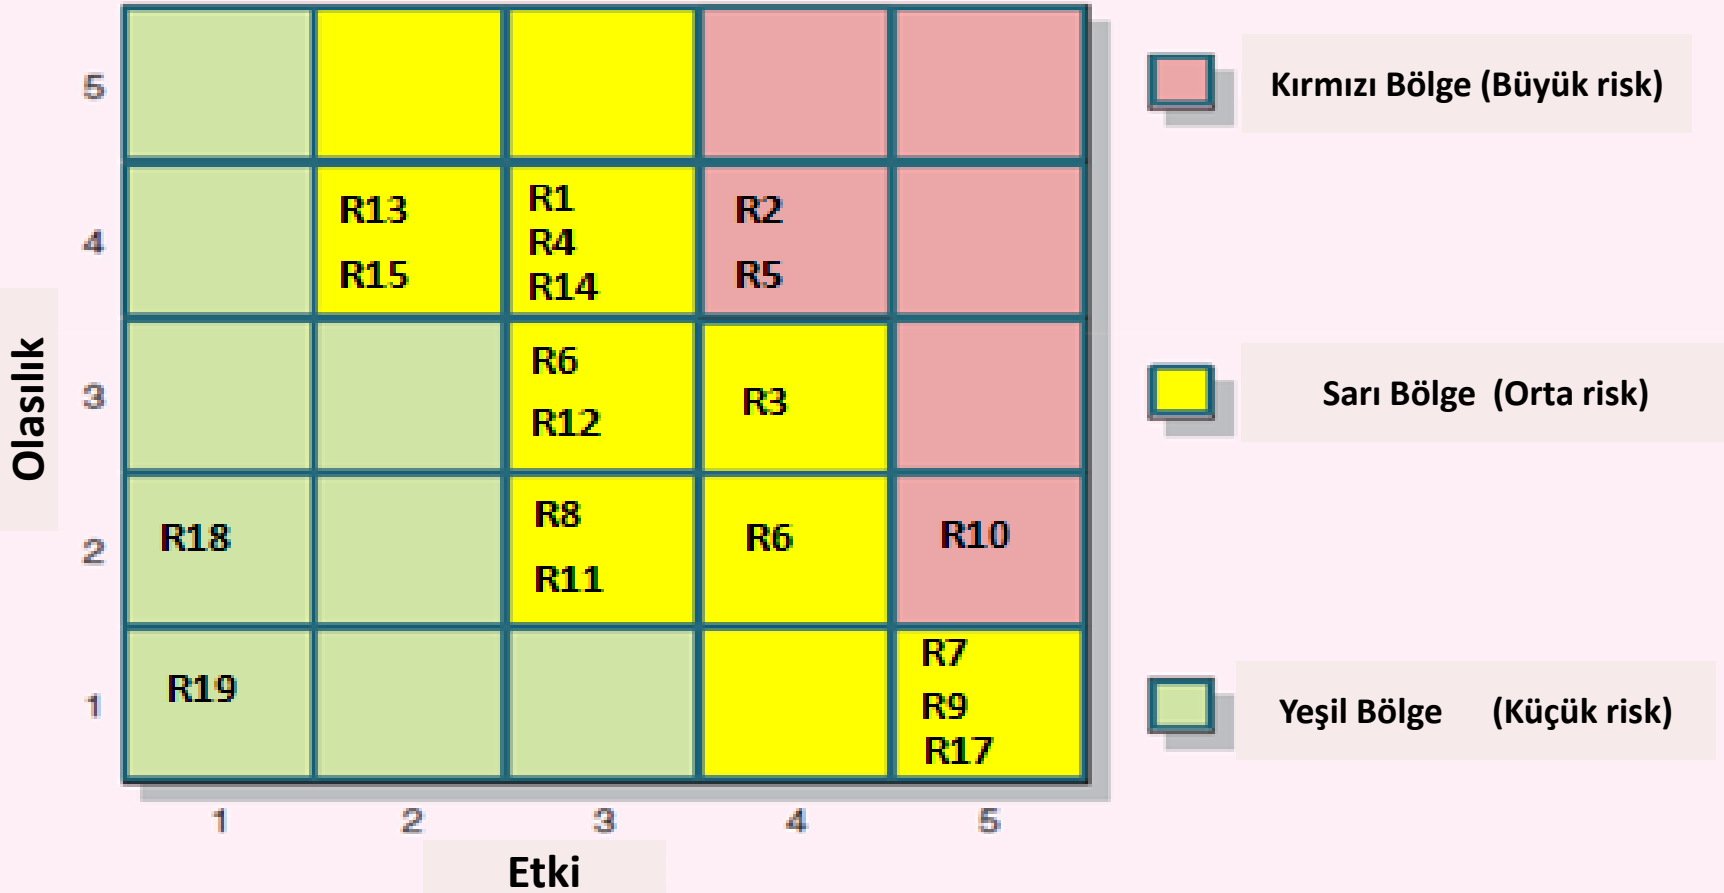 5
Kırmızı Bölge (Büyük risk)
R13
R15
R1
R4
R14
R2
R5
4
Olasılık
3
R6
R12
R3
Sarı Bölge (Orta risk)
2
R18
R8
R11
R6
R10
1
R19
R7
R9
R17
Yeşil Bölge (Küçük risk)
1 2 3 4 5
Etki